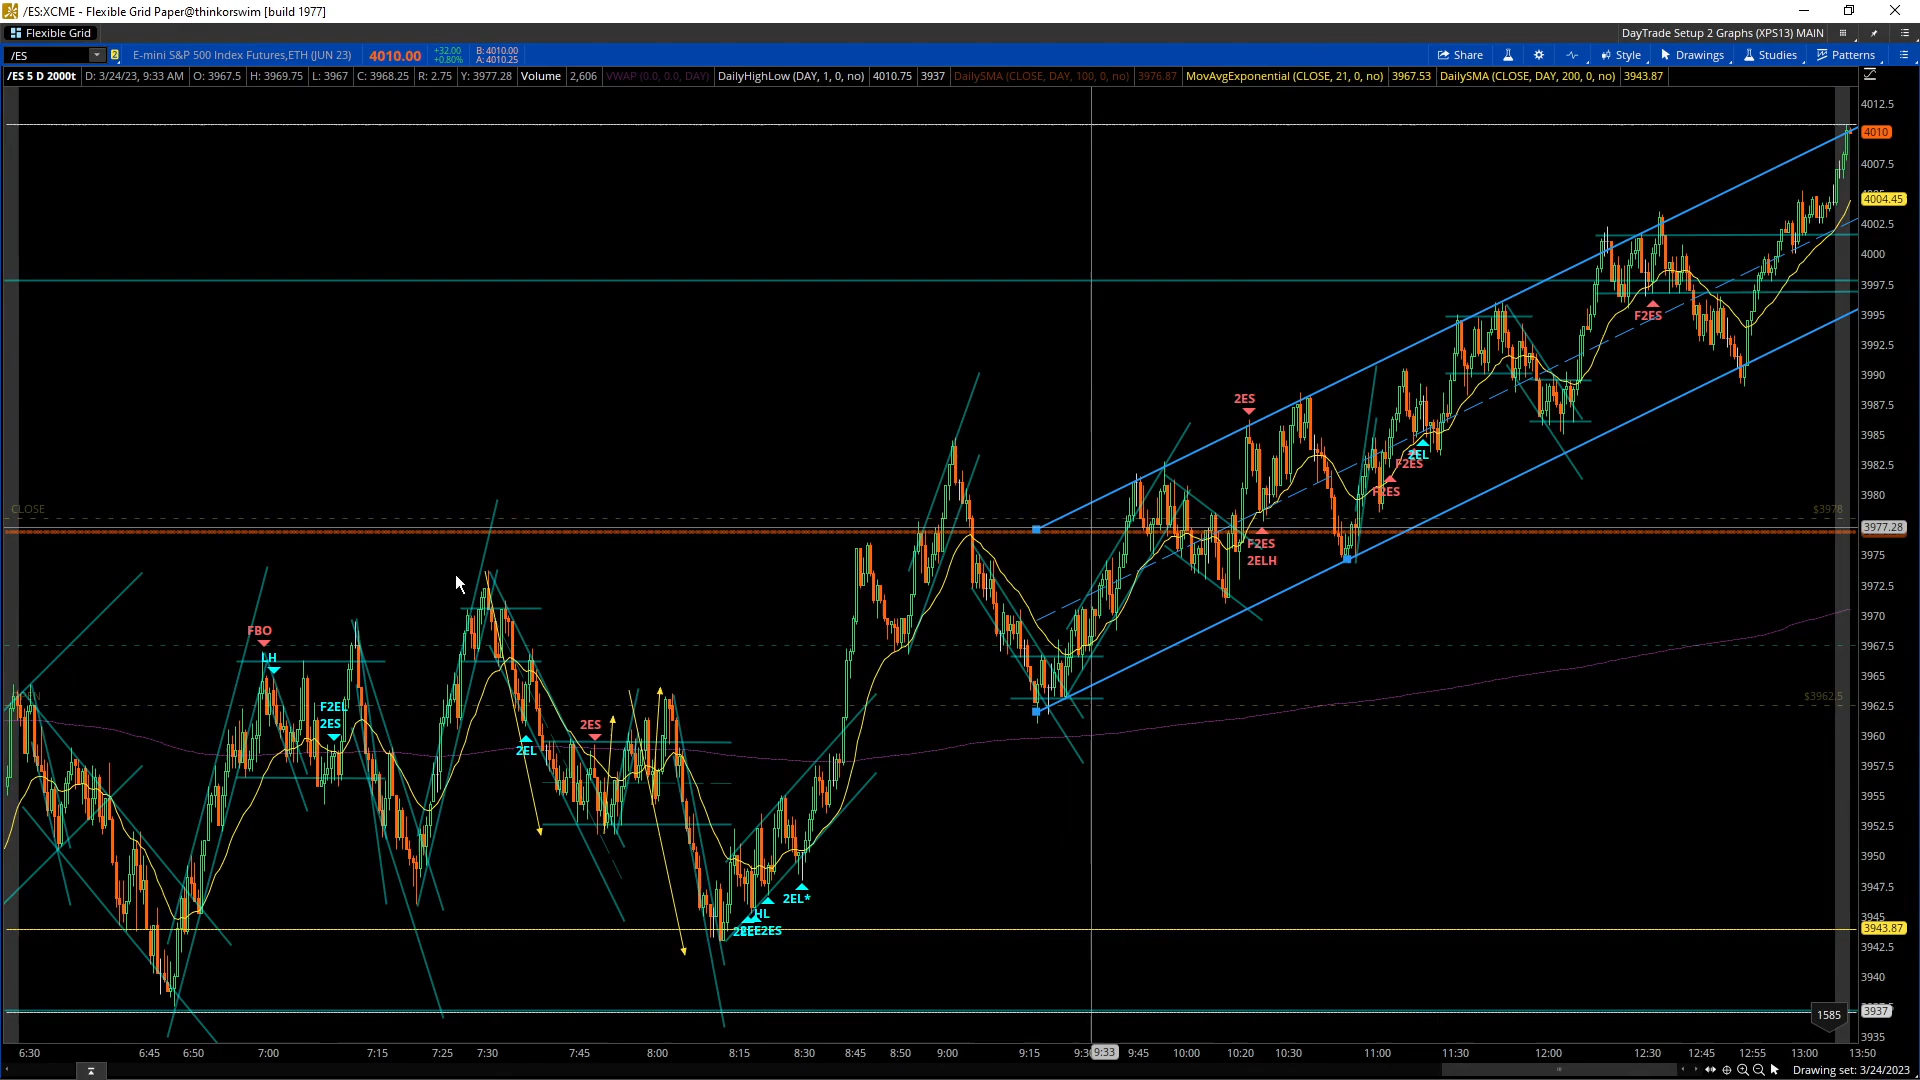 /ES:XCME - Flexible Grid Paper@thinkorswim [build 1977]
Flexible Grid
DayTrade Setup 2 Graphs (XPS13) MAIN
/ES
2
E-mini S&P 500 Index Futures,ETH (JUN 23)
4010.00
+32.00
+0.80%
B: 4010.00
A: 4010.25
Share
Style
Drawings
Studies
Patterns
/ES 5 D 2000t
D: 3/24/23, 9:33 AM
O: 3967.5
H: 3969.75
L: 3967
C: 3968.25
R: 2.75
Y: 3977.28
Volume
2,606
VWAP (0.0, 0.0, DAY)
DailyHighLow (DAY, 1, 0, no)
4010.75
3937
DailySMA (CLOSE, DAY, 100, 0, no)
3976.87
MovAvgExponential (CLOSE, 21, 0, no)
3967.53
DailySMA (CLOSE, DAY, 200, 0, no)
3943.87
4012.5
4010
4007.5
4004.45
4002.5
4000
3997.5
3995
3992.5
3990
3987.5
3985
3982.5
3980
3977.28
3975
3972.5
3970
3967.5
3965
3962.5
3960
3957.5
3955
3952.5
3950
3947.5
3945
3943.87
3942.5
3940
3937
3935
CLOSE
$3978
$3962.5
FBO
LH
F2EL
2ES
2EL
2ES
2EL*
HL
2ES
F2ES
2ELH
2EL
F2ES
F2ES
F2ES
1585
6:30
6:45
6:50
7:00
7:15
7:25
7:30
7:45
8:00
8:15
8:30
8:45
8:50
9:00
9:15
9:33
9:45
10:00
10:20
10:30
11:00
11:30
12:00
12:30
12:45
12:55
13:00
13:50
Drawing set: 3/24/2023